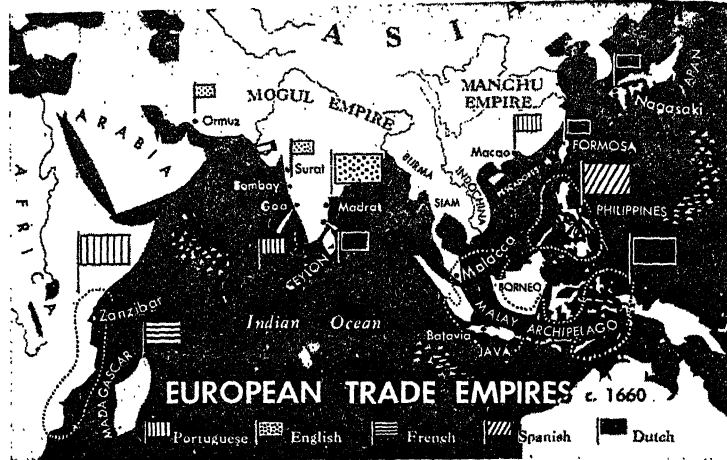 A S I A
JAPAN
MOGUL EMPIRE
MANCHU
EMPIRE
Nagasaki
Ormuz
ARABIA
Surat
Macao
FORMOSA
BURMA
INDOCHINA
PESCADORES
Bombay
Goa
Madras
SIAM
PHILIPPINES
AFRICA
CEYLON
Malacca
BORNEO
Zanzibar
Indian Ocean
MALAY ARCHIPELAGO
Batavia
JAVA
MADAGASCAR
EUROPEAN TRADE EMPIRES c. 1660
Portuguese English French Spanish Dutch